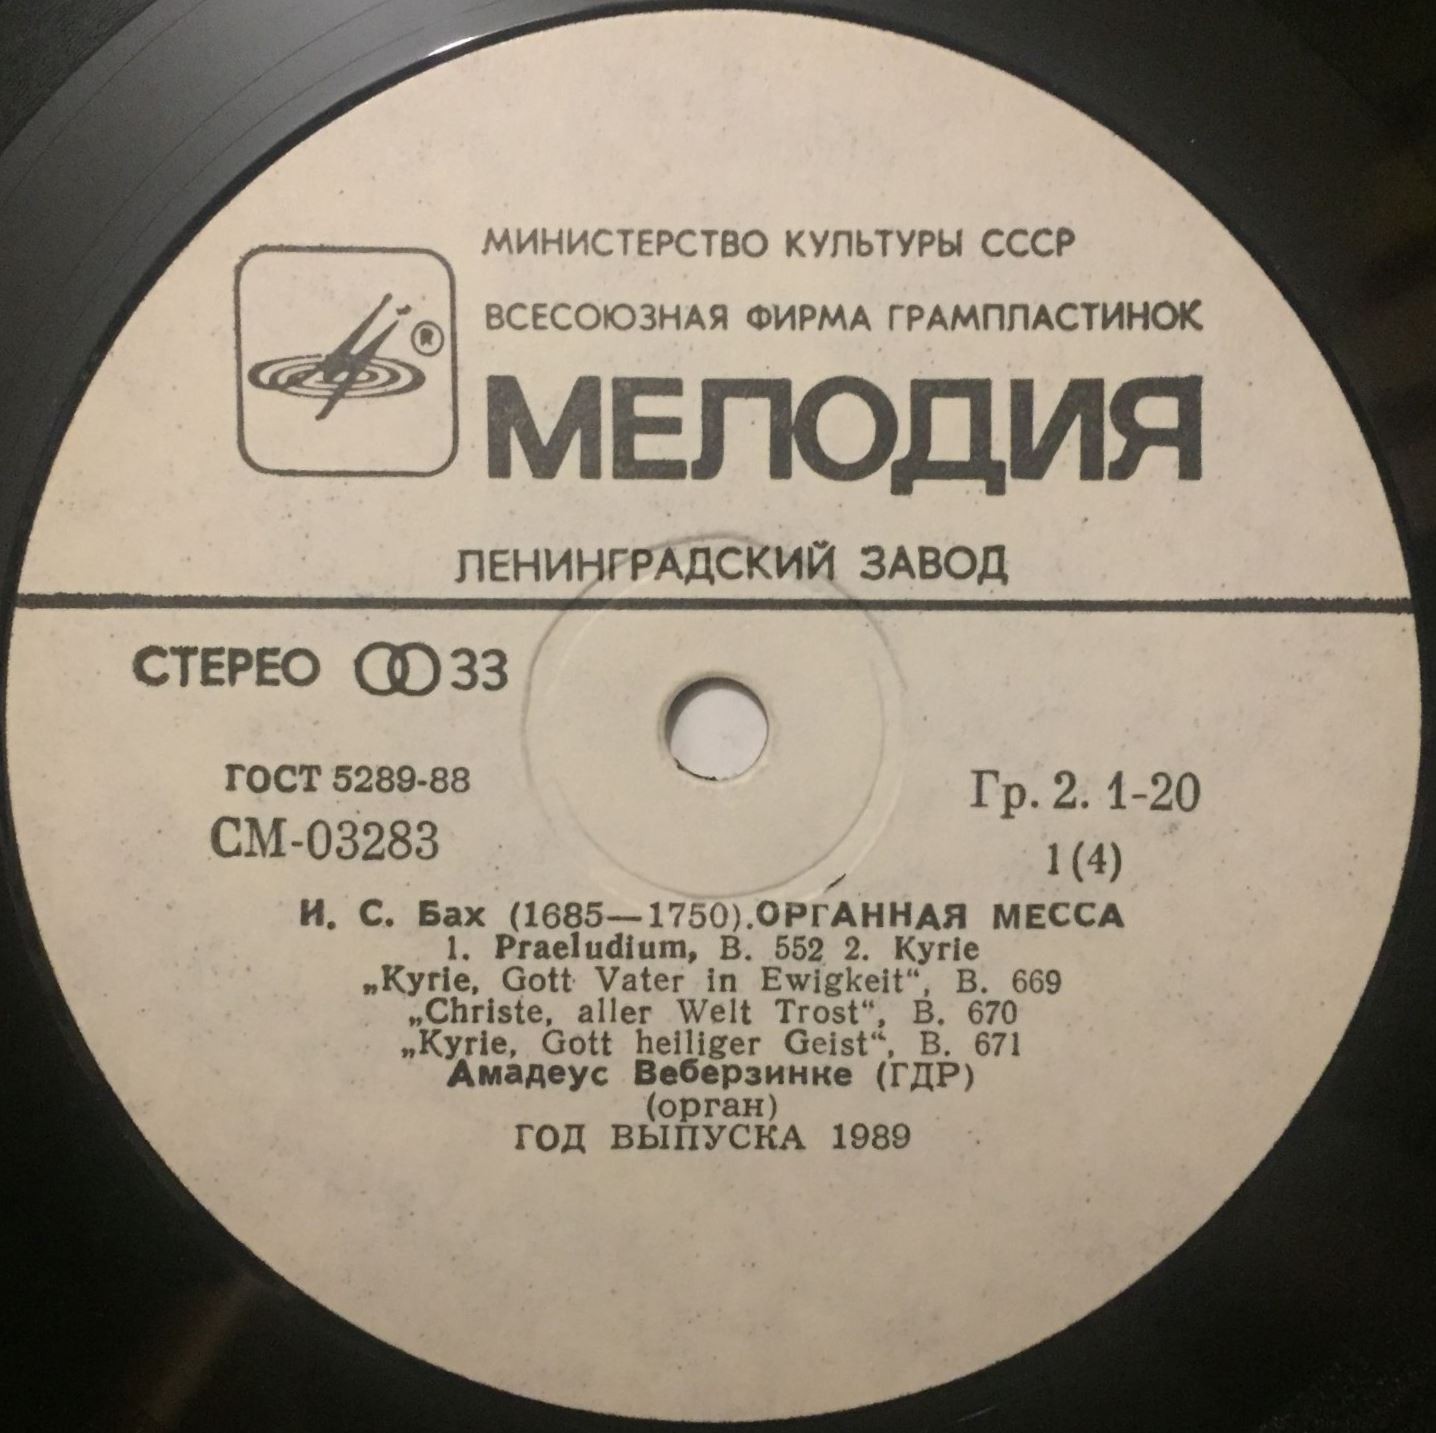 МИНИСТЕРСТВО КУЛЬТУРЫ СССР
ВСЕСОЮЗНАЯ ФИРМА ГРАМПЛАСТИНОК
®
МЕЛОДИЯ
ЛЕНИНГРАДСКИЙ ЗАВОД
СТЕРЕО 33
ГОСТ 5289-88
Гр. 2. 1-20
СМ-03283
1 (4)
И. С. Бах (1685—1750).ОРГАННАЯ МЕССА
1. Praeludium, B. 552 2. Kyrie
„Kyrie, Gott Vater in Ewigkeit“, B. 669
„Christe, aller Welt Trost“, B. 670
„Kyrie, Gott heiliger Geist“, B. 671
Амадеус Веберзинке (ГДР)
(орган)
ГОД ВЫПУСКА 1989